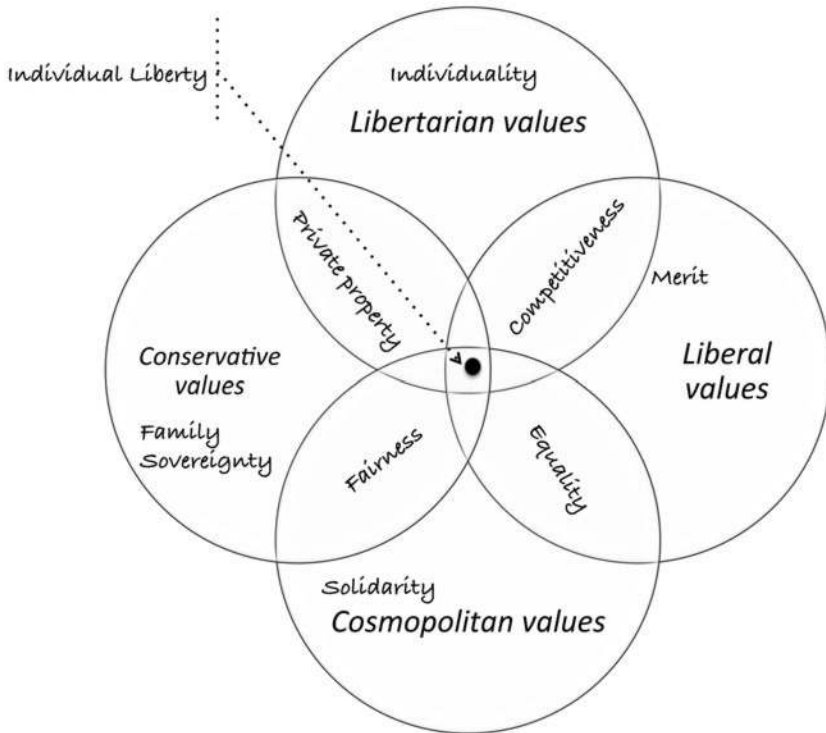 Individual Liberty
Individuality
Libertarian values
Private property
Competitiveness
Merit
Conservative
values
Liberal
values
Family
Sovereignty
Fairness
Equality
Solidarity
Cosmopolitan values